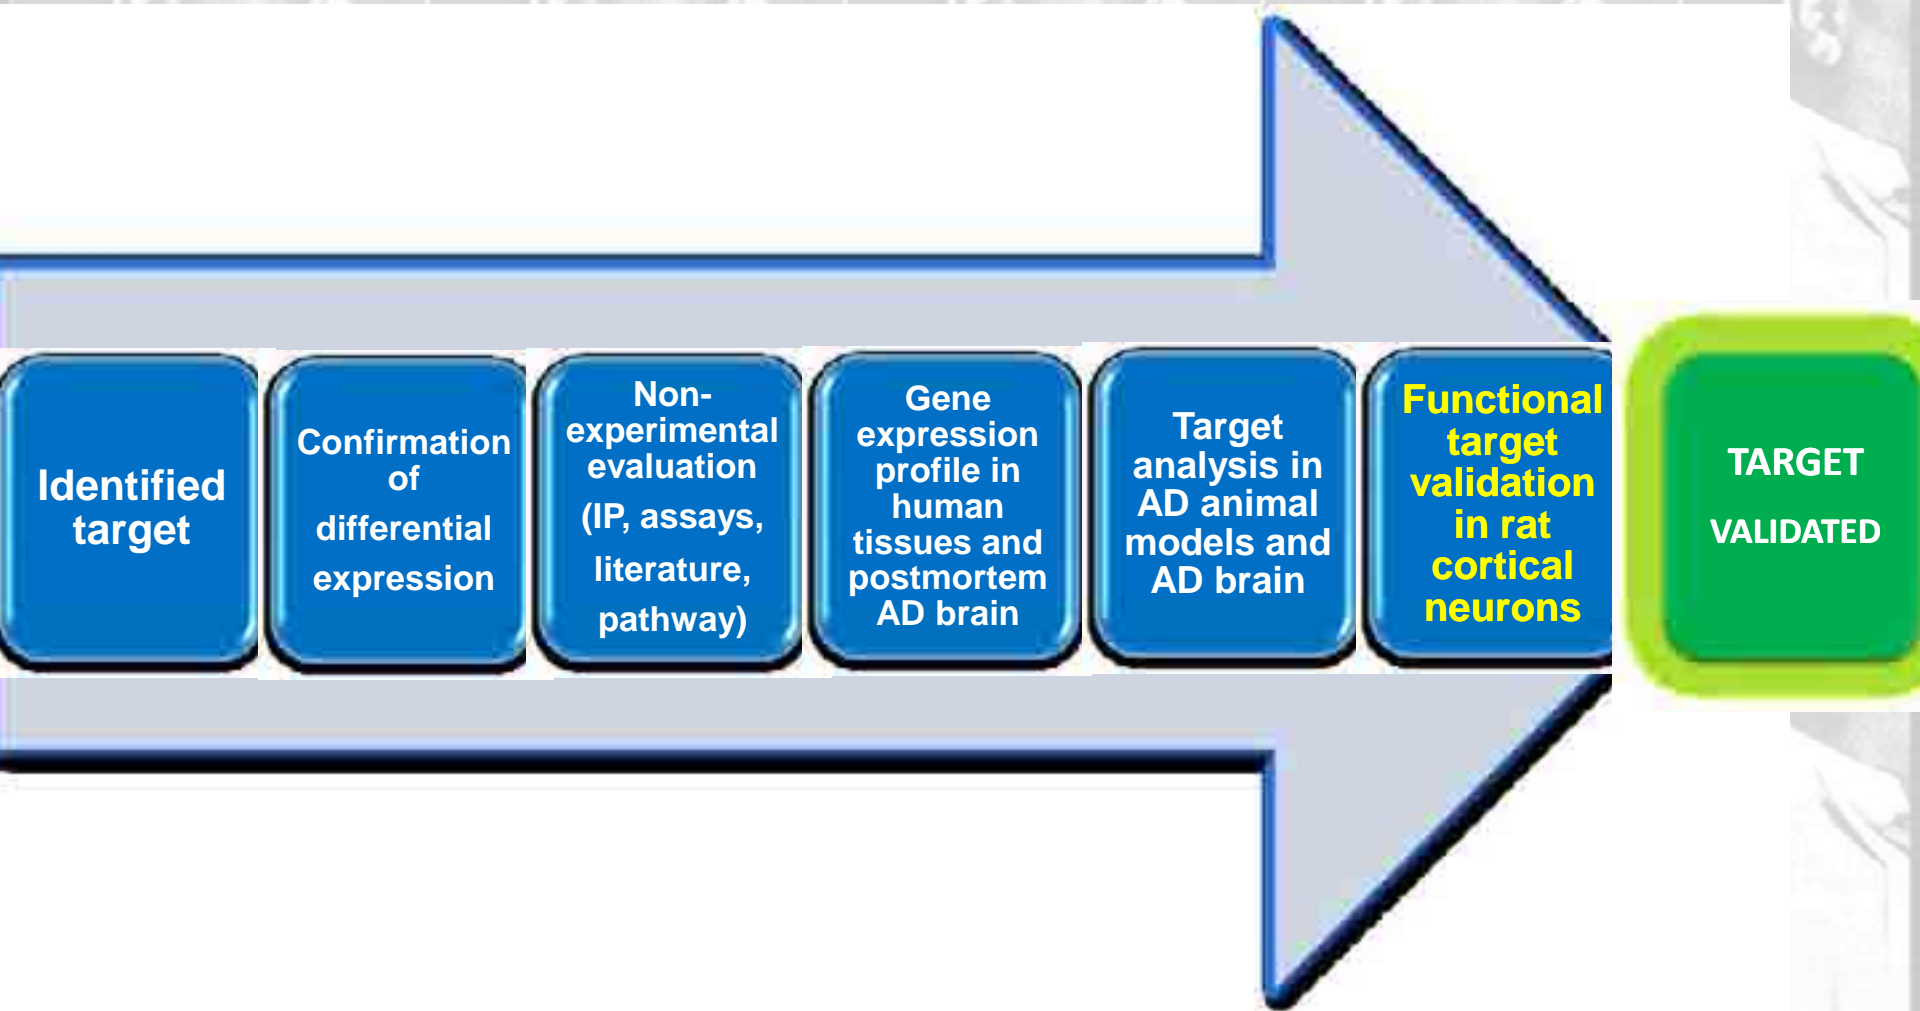 Identified
target
Confirmation
of
differential
expression
Non-
experimental
evaluation
(IP, assays,
literature,
pathway)
Gene
expression
profile in
human
tissues and
postmortem
AD brain
Target
analysis in
AD animal
models and
AD brain
Functional
target
validation
in rat
cortical
neurons
TARGET
VALIDATED